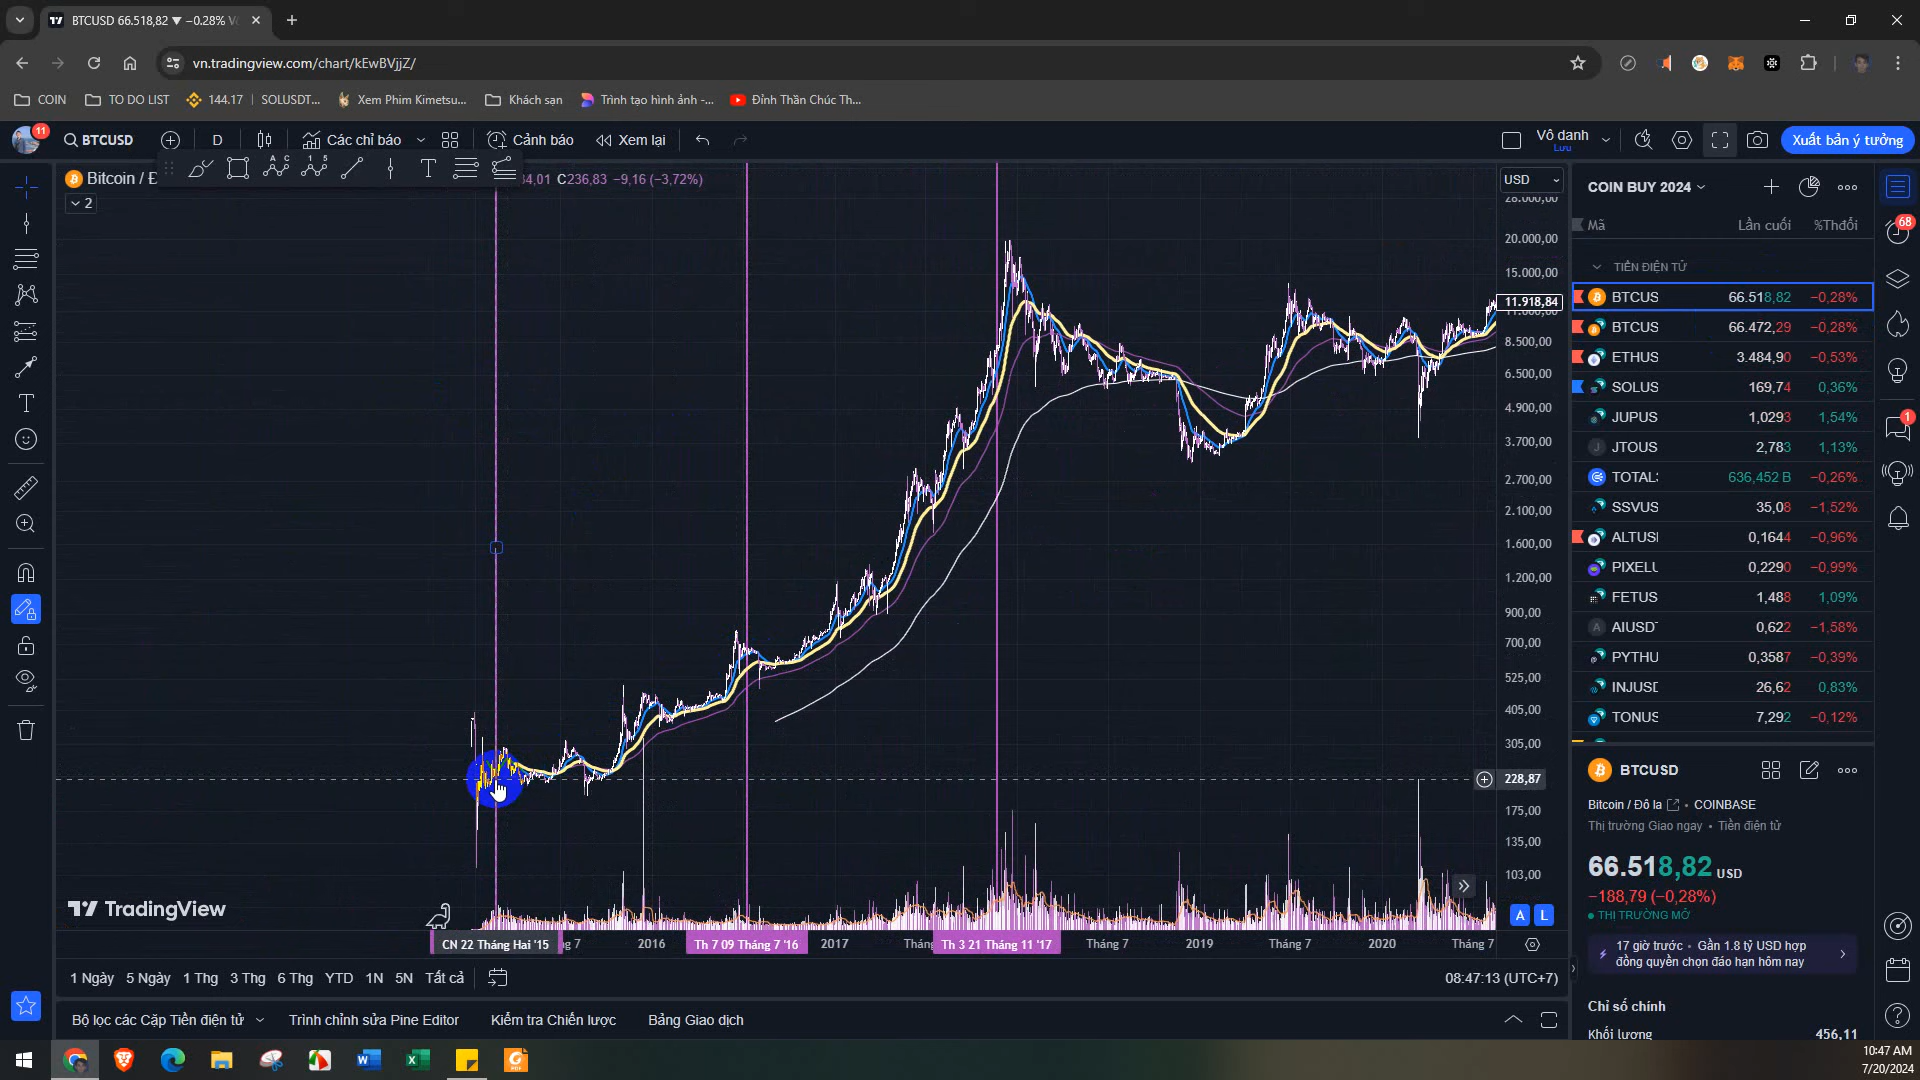 BTCUSD 66.518,82 ▼ −0.28%
vn.tradingview.com/chart/kEwBVjjZ/
COIN
TO DO LIST
144.17 | SOLUSDT...
Xem Phim Kimetsu...
Khách sạn
Trình tạo hình ảnh -...
Đỉnh Thần Chúc Th...
11
BTCUSD
D
Các chỉ báo
Cảnh báo
Xem lại
Vô danh
Lưu
Xuất bản ý tưởng
Bitcoin /
C236,83 −9,16 (−3,72%)
2
USD
28.000,00
20.000,00
15.000,00
11.918,84
11.000,00
8.500,00
6.500,00
4.900,00
3.700,00
2.700,00
2.100,00
1.600,00
1.200,00
900,00
700,00
525,00
405,00
305,00
228,87
175,00
135,00
103,00
A L
TradingView
CN 22 Tháng Hai '15
2016
Th 7 09 Tháng 7 '16
2017
Th 3 21 Tháng 11 '17
Tháng 7
2019
Tháng 7
2020
Tháng 7
1 Ngày 5 Ngày 1 Thg 3 Thg 6 Thg YTD 1N 5N Tất cả
08:47:13 (UTC+7)
Bộ lọc các Cặp Tiền điện tử
Trình chỉnh sửa Pine Editor
Kiểm tra Chiến lược
Bảng Giao dịch
COIN BUY 2024
Mã Lần cuối %Thđổi
TIỀN ĐIỆN TỬ
BTCUS 66.518,82 −0,28%
BTCUS 66.472,29 −0,28%
ETHUS 3.484,90 −0,53%
SOLUS 169,74 0,36%
JUPUS 1,0293 1,54%
JTOUS 2,783 1,13%
TOTAL: 636,452 B −0,26%
SSVUS 35,08 −1,52%
ALTUS 0,1644 −0,96%
PIXEL 0,2290 −0,99%
FETUS 1,488 1,09%
AIUSD 0,622 −1,58%
PYTHU 0,3587 −0,39%
INJUS 26,62 0,83%
TONUS 7,292 −0,12%
BTCUSD
Bitcoin / Đô la • COINBASE
Thị trường Giao ngay • Tiền điện tử
66.518,82 USD
−188,79 (−0,28%)
THỊ TRƯỜNG MỞ
17 giờ trước • Gần 1.8 tỷ USD hợp
đồng quyền chọn đáo hạn hôm nay
Chỉ số chính
Khối lượng 456,11
68
1
10:47 AM
7/20/2024